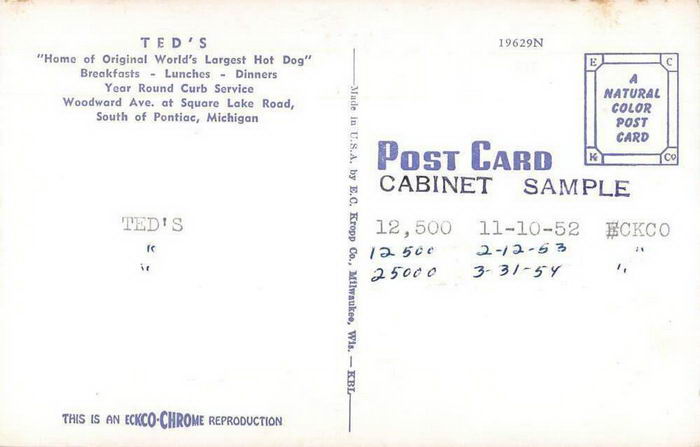 TED'S
"Home of Original World's Largest Hot Dog"
Breakfasts - Lunches - Dinners
Year Round Curb Service
Woodward Ave. at Square Lake Road,
South of Pontiac, Michigan
19629N
E C
A
NATURAL
COLOR
POST
CARD
K Co
POST CARD
CABINET SAMPLE
TED'S 12,500 11-10-52 ECKCO
" 12500 2-12-53 "
" 25000 3-31-54 "
Made in U.S.A. by E.C. Kropp Co., Milwaukee, Wis. — KBL
THIS IS AN ECKCO-CHROME REPRODUCTION